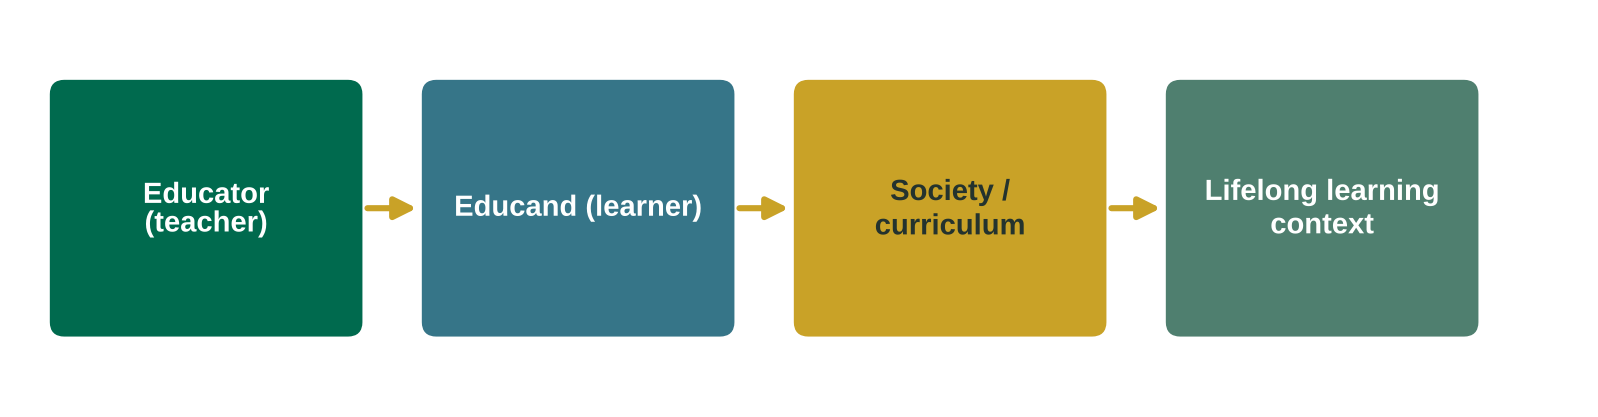 Educator
(teacher)
Educand (learner)
Society /
curriculum
Lifelong learning
context